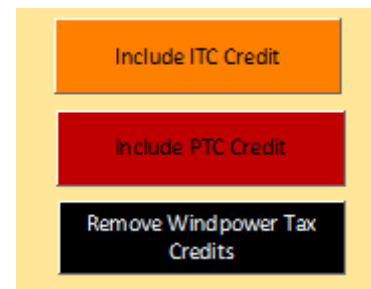 Include ITC Credit
Include PTC Credit
Remove Windpower Tax
Credits